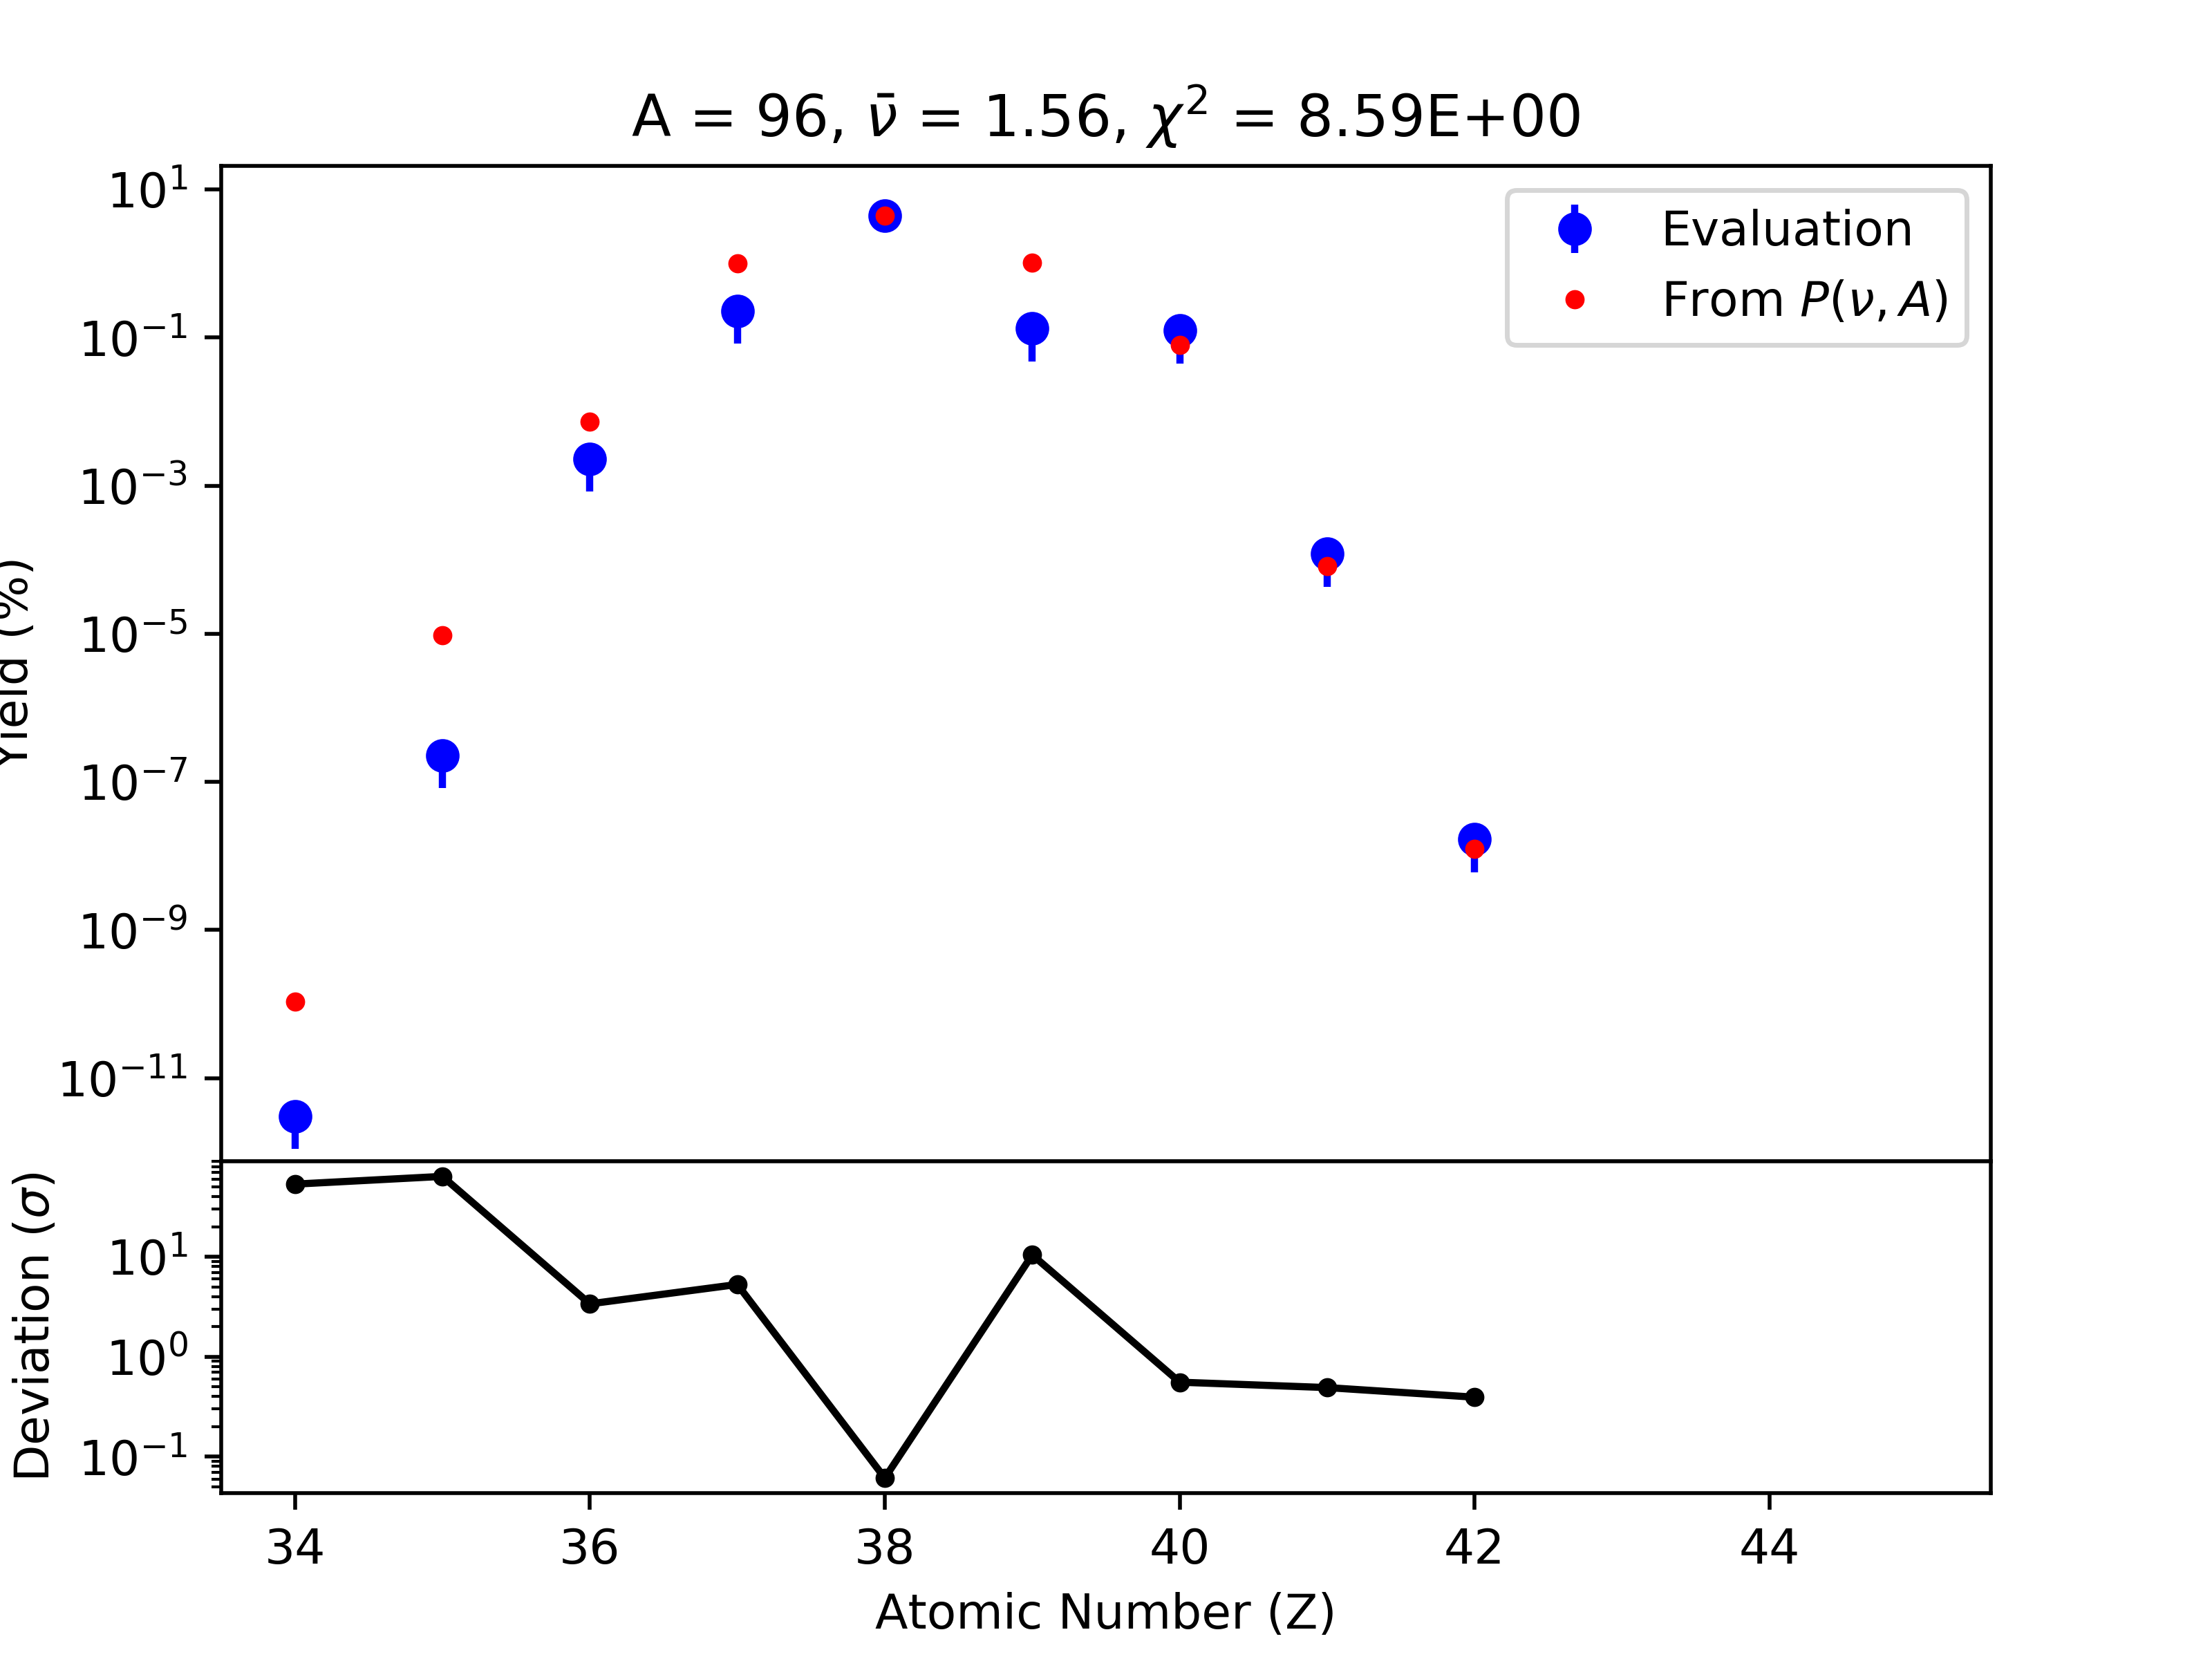 A = 96, ν̄ = 1.56, χ² = 8.59E+00
Evaluation
From P(ν, A)
Yield (%)
10¹
10⁻¹
10⁻³
10⁻⁵
10⁻⁷
10⁻⁹
10⁻¹¹
Deviation (σ)
10¹
10⁰
10⁻¹
34 36 38 40 42 44
Atomic Number (Z)